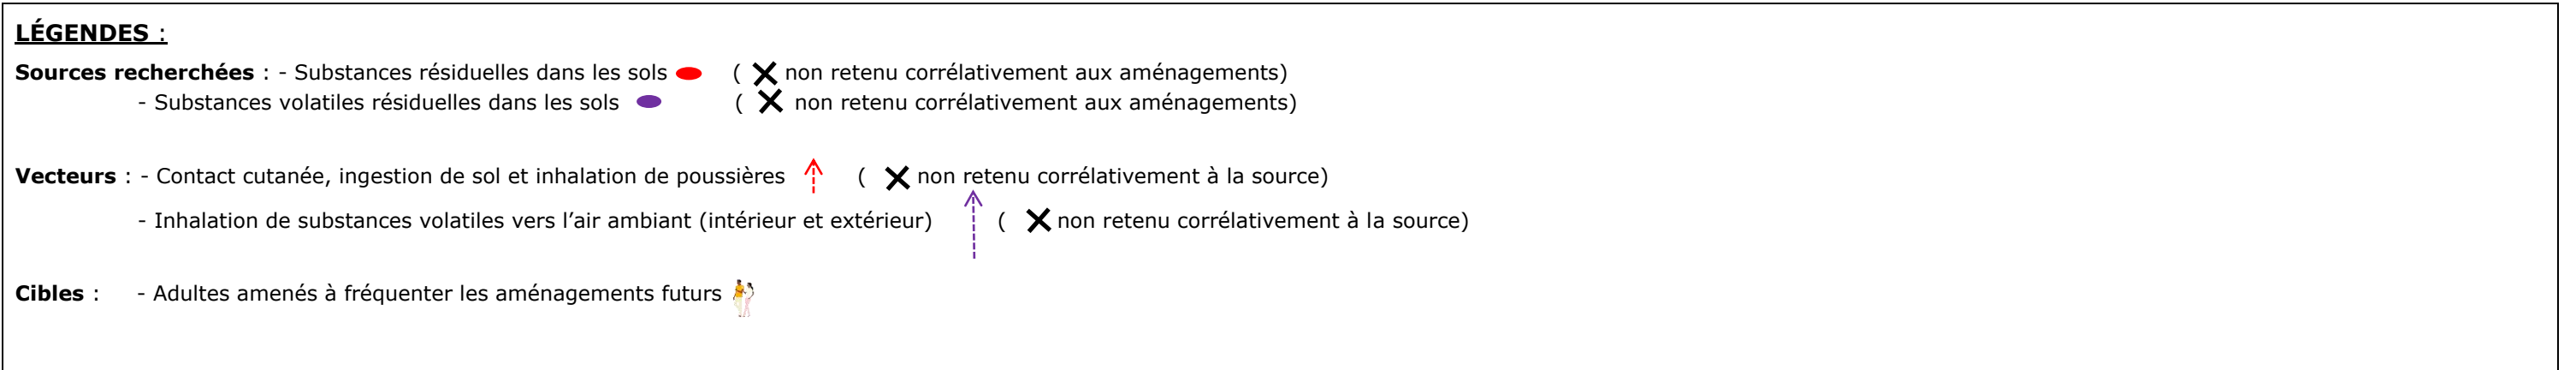 LÉGENDES :
Sources recherchées : - Substances résiduelles dans les sols ( non retenu corrélativement aux aménagements)
- Substances volatiles résiduelles dans les sols ( non retenu corrélativement aux aménagements)
Vecteurs : - Contact cutanée, ingestion de sol et inhalation de poussières ( non retenu corrélativement à la source)
- Inhalation de substances volatiles vers l’air ambiant (intérieur et extérieur) ( non retenu corrélativement à la source)
Cibles : - Adultes amenés à fréquenter les aménagements futurs